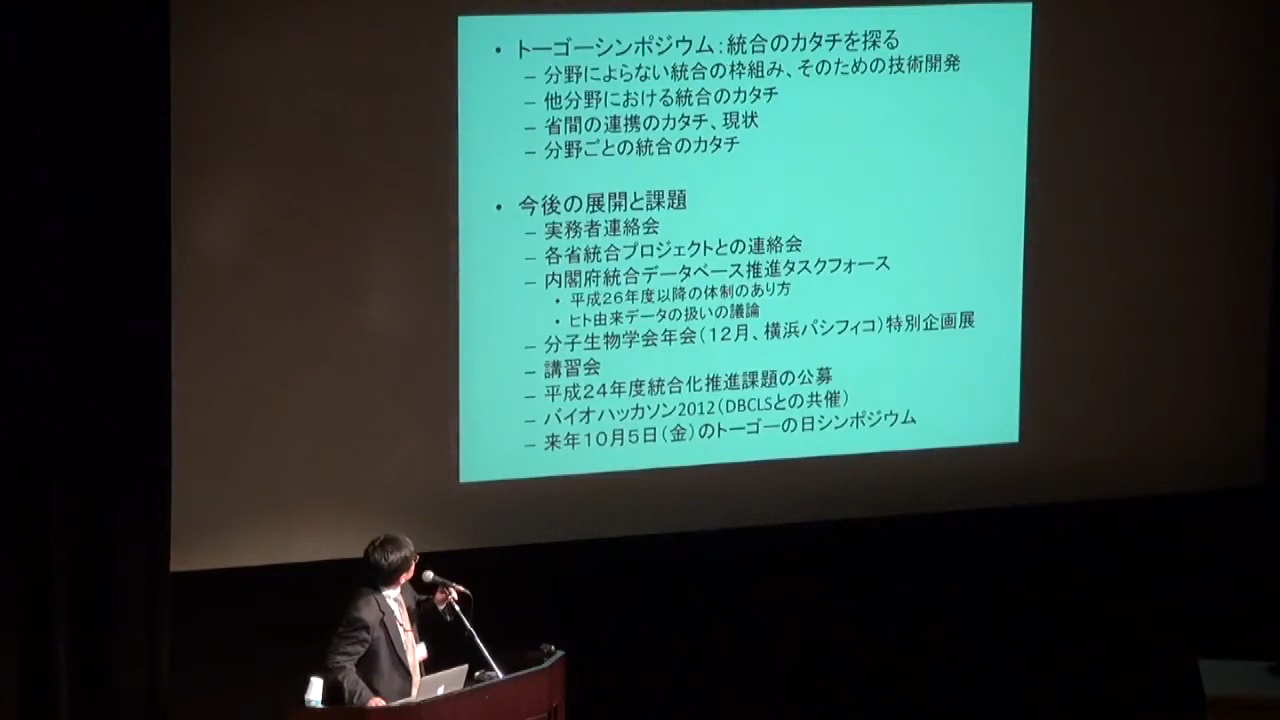 • トーゴーシンポジウム：統合のカタチを探る
– 分野によらない統合の枠組み、そのための技術開発
– 他分野における統合のカタチ
– 省間の連携のカタチ、現状
– 分野ごとの統合のカタチ
• 今後の展開と課題
– 実務者連絡会
– 各省統合プロジェクトとの連絡会
– 内閣府統合データベース推進タスクフォース
• 平成２６年度以降の体制のあり方
• ヒト由来データの扱いの議論
– 分子生物学会年会（１２月、横浜パシフィコ）特別企画展
– 講習会
– 平成２４年度統合化推進課題の公募
– バイオハッカソン2012（DBCLSとの共催）
– 来年１０月５日（金）のトーゴーの日シンポジウム